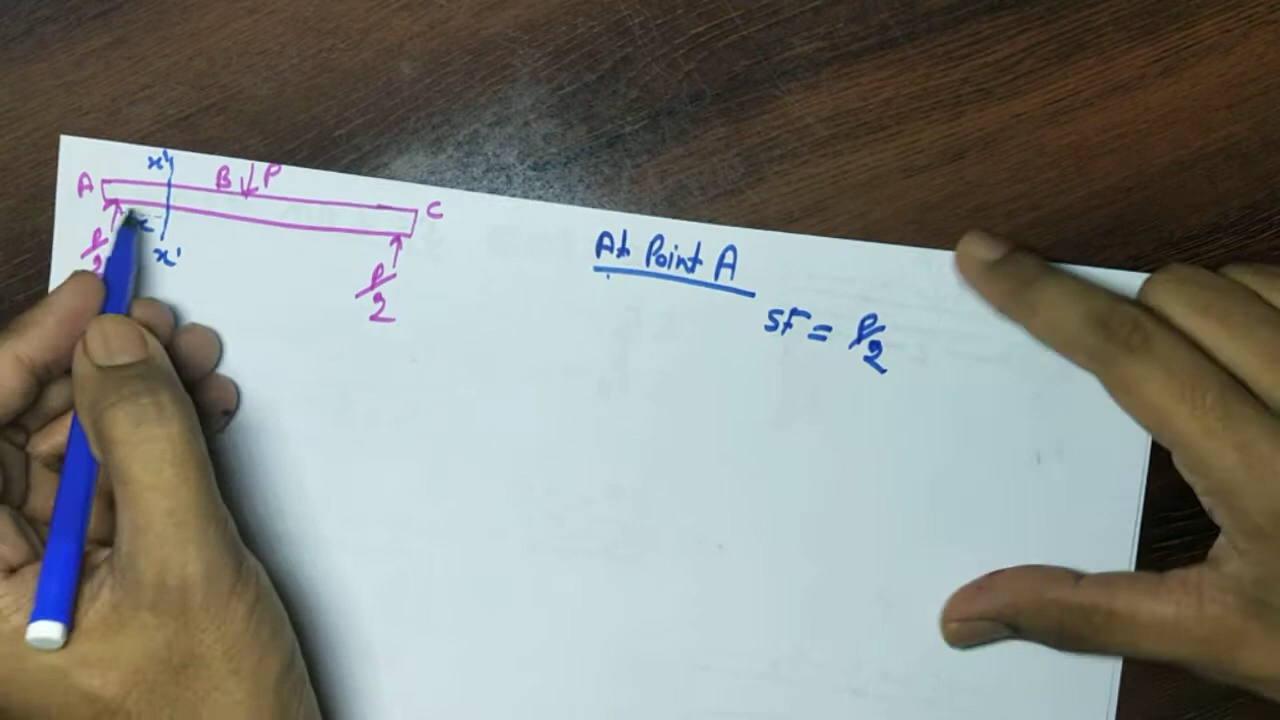 x'
B P
A
C
x
P/2
x'
P/2
At Point A
SF = P/2